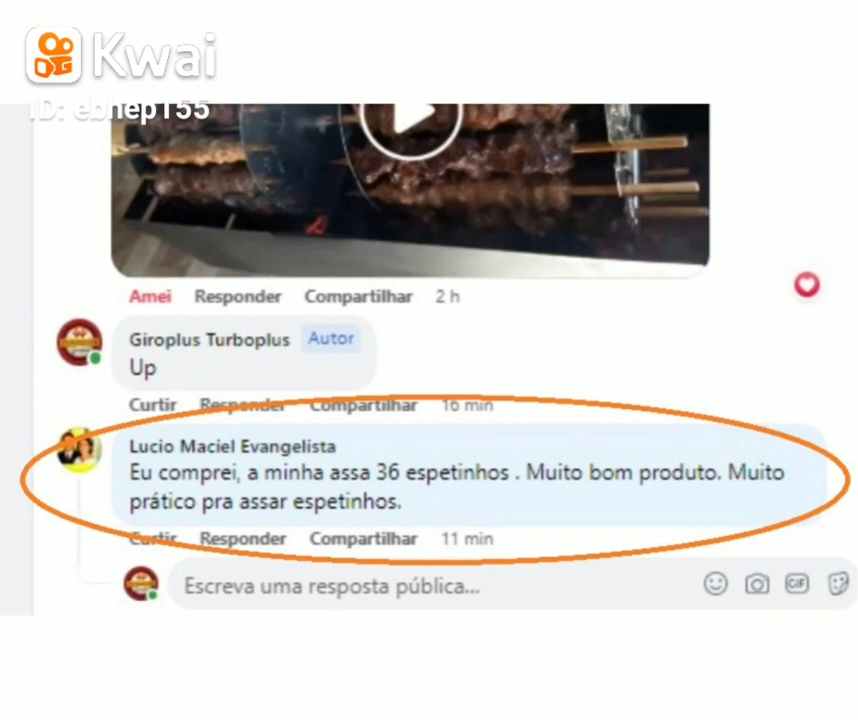 Kwai
ID: ebhep155
Amei Responder Compartilhar 2 h
Giroplus Turboplus Autor
Up
Curtir Responder Compartilhar 16 min
Lucio Maciel Evangelista
Eu comprei, a minha assa 36 espetinhos . Muito bom produto. Muito
prático pra assar espetinhos.
Curtir Responder Compartilhar 11 min
Escreva uma resposta pública...
GIF